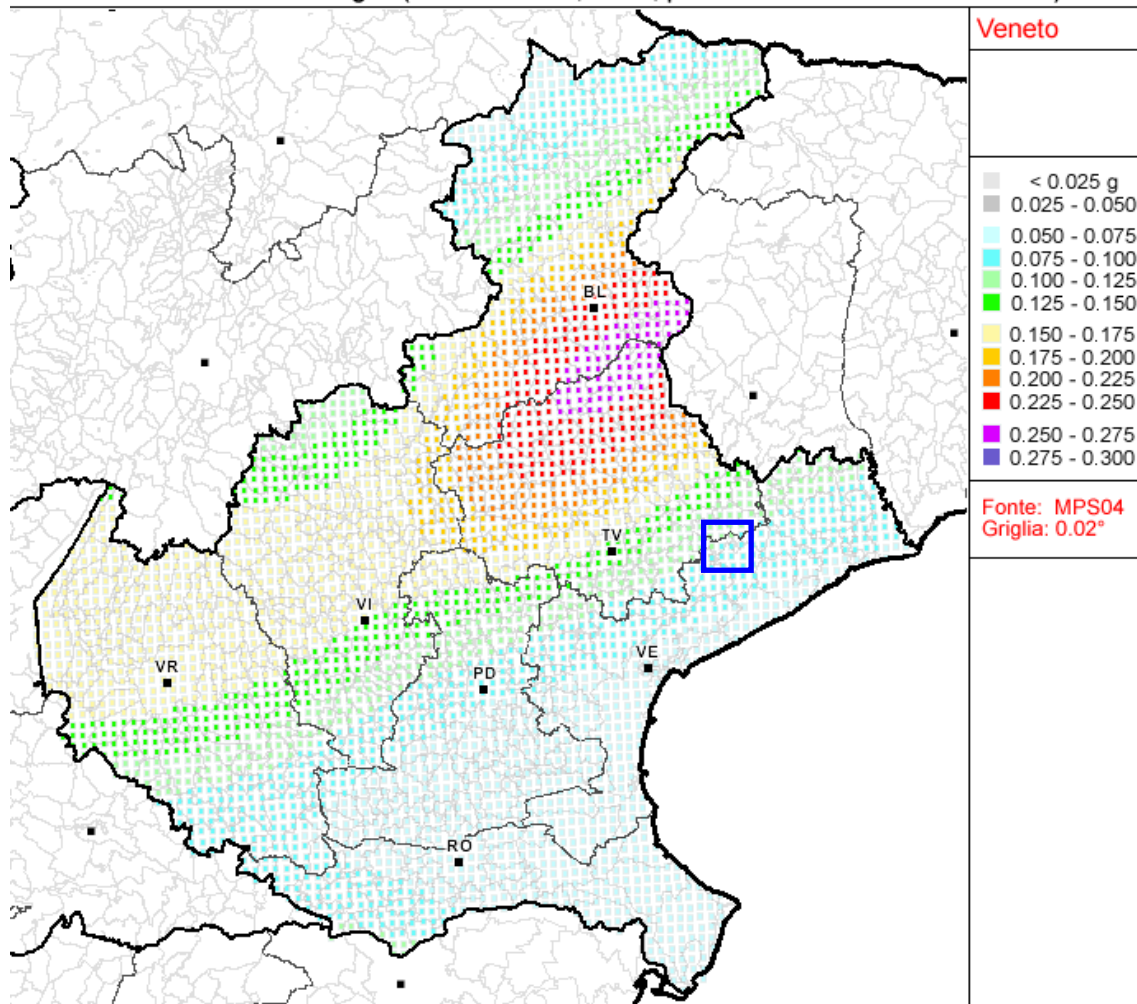 Veneto
< 0.025 g
0.025 - 0.050
0.050 - 0.075
0.075 - 0.100
0.100 - 0.125
0.125 - 0.150
0.150 - 0.175
0.175 - 0.200
0.200 - 0.225
0.225 - 0.250
0.250 - 0.275
0.275 - 0.300
Fonte: MPS04
Griglia: 0.02°
BL
TV
VI
VE
VR
PD
RO